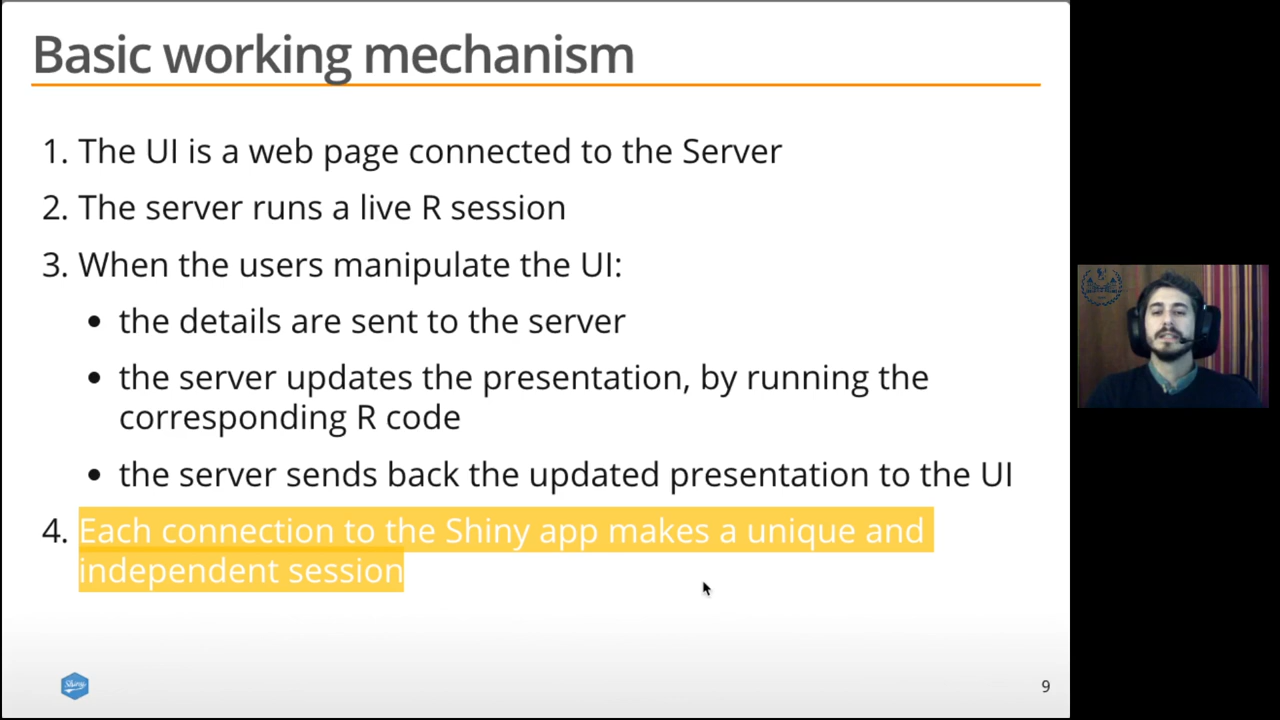 Basic working mechanism
1. The UI is a web page connected to the Server
2. The server runs a live R session
3. When the users manipulate the UI:
• the details are sent to the server
• the server updates the presentation, by running the
corresponding R code
• the server sends back the updated presentation to the UI
4. Each connection to the Shiny app makes a unique and
independent session
Shiny
9